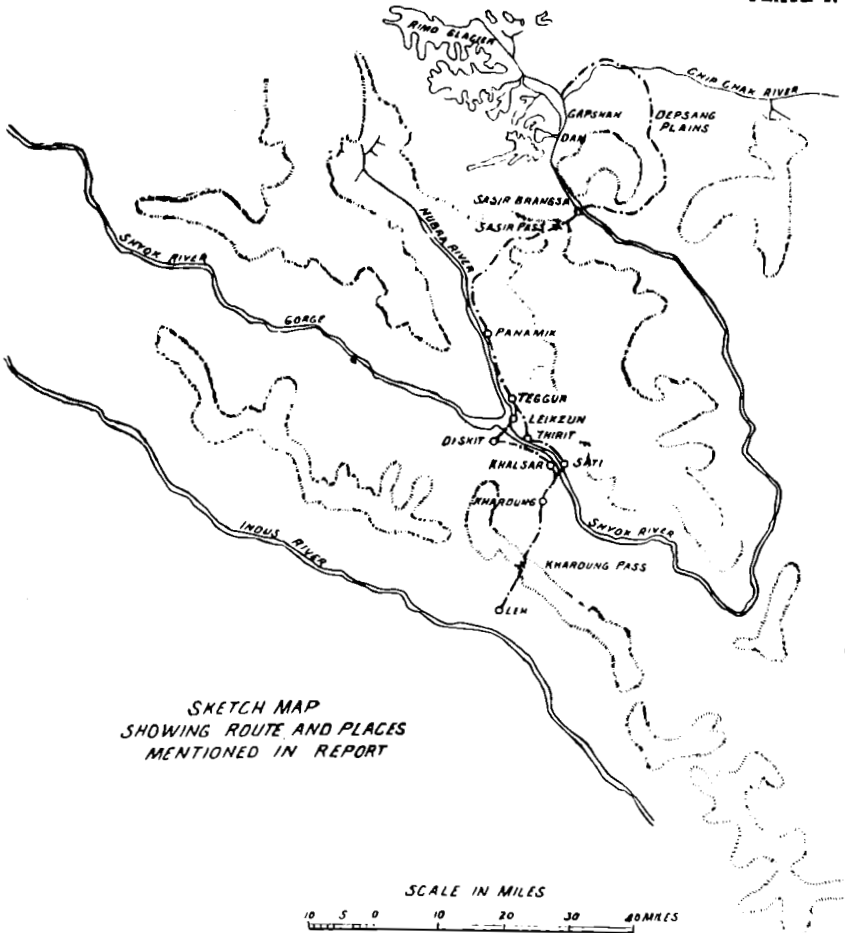 RIMO GLACIER
CHIP CHAK RIVER
GAPSHAN
DEPSANG
PLAINS
DAM
SASIR BRANGSA
SASIR PASS
NUBRA RIVER
SHYOK RIVER
GORGE
PANAMIK
TEGGUR
LEIKZUN
THIRIT
DISKIT
KHALSAR
SATI
KHARDUNG
SHYOK RIVER
INDUS RIVER
KHARDUNG PASS
LEH
SKETCH MAP
SHOWING ROUTE AND PLACES
MENTIONED IN REPORT
SCALE IN MILES
10 5 0 10 20 30 40 MILES